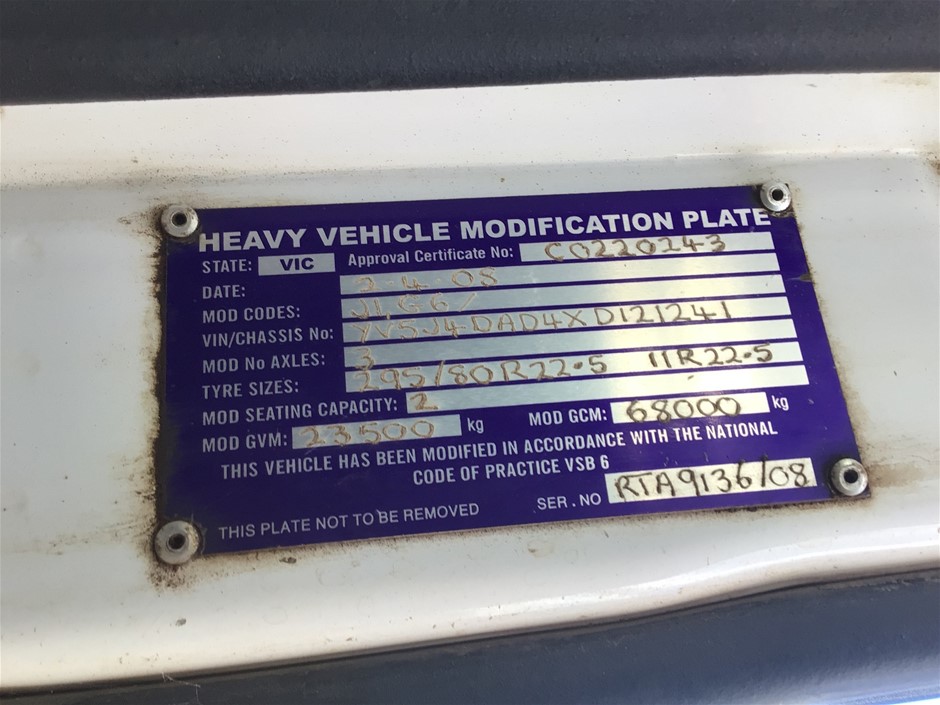 HEAVY VEHICLE MODIFICATION PLATE
STATE: VIC Approval Certificate No: C0220243
DATE: 2-4-08
MOD CODES: J1, G6/
VIN/CHASSIS No: YV5J4DAD4XD121241
MOD No AXLES: 3
TYRE SIZES: 295/80R22.5 11R22.5
MOD SEATING CAPACITY: 2
MOD GVM: 23500 kg MOD GCM: 68000 kg
THIS VEHICLE HAS BEEN MODIFIED IN ACCORDANCE WITH THE NATIONAL
CODE OF PRACTICE VSB 6
THIS PLATE NOT TO BE REMOVED SER. NO RTA9136/08